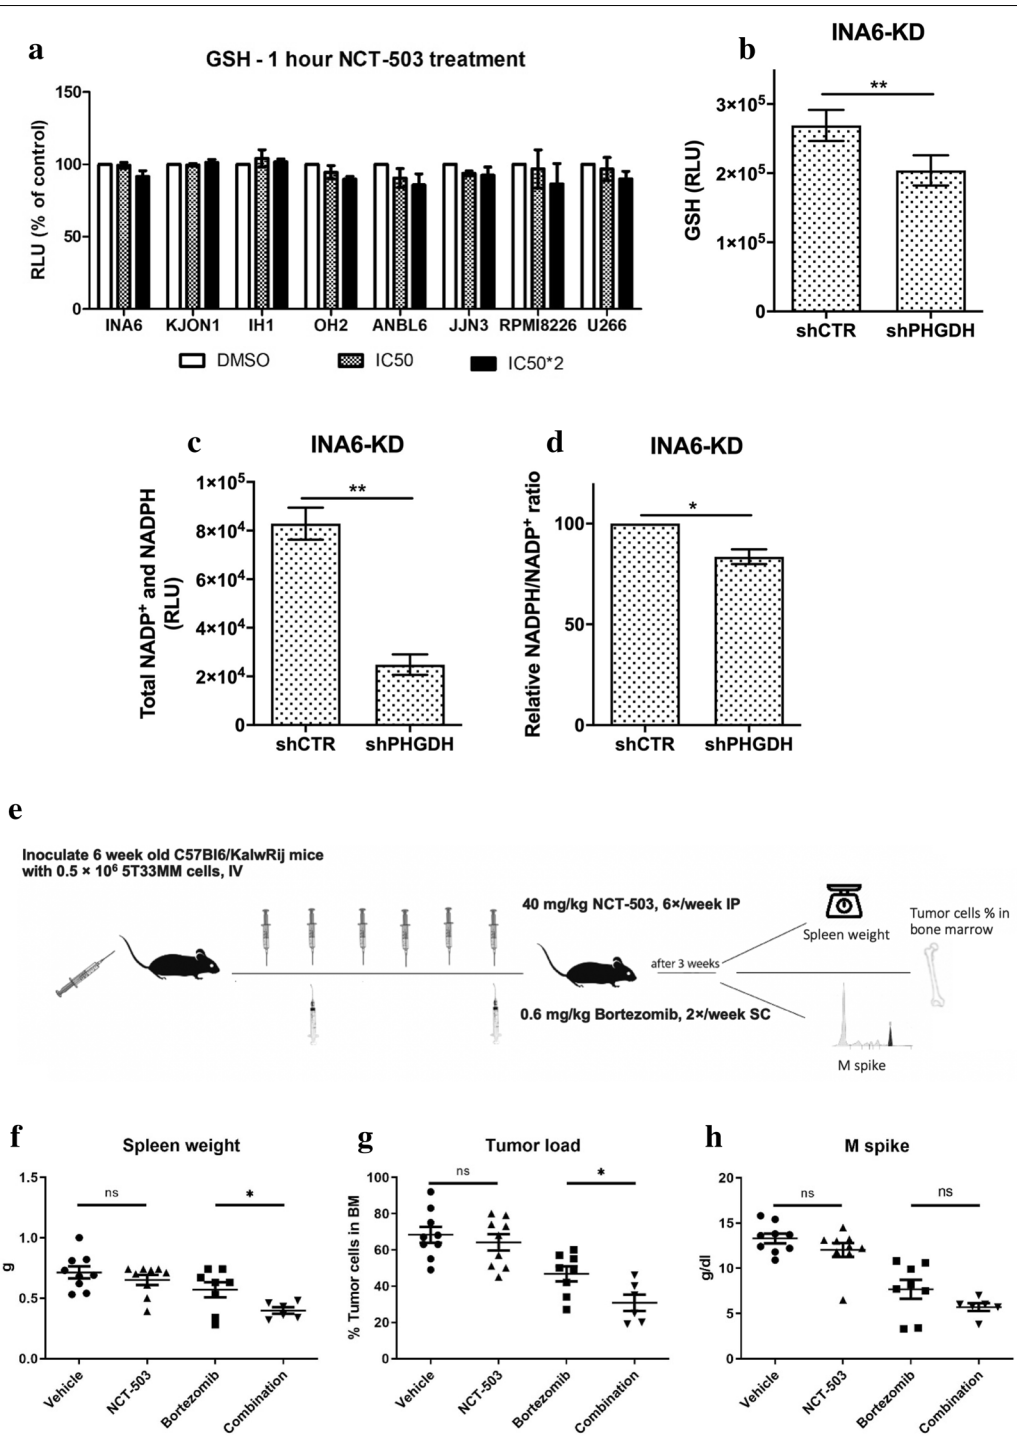 a
GSH - 1 hour NCT-503 treatment
RLU (% of control)
150
100
50
0
INA6 KJON1 IH1 OH2 ANBL6 JJN3 RPMI8226 U266
DMSO IC50 IC50*2
b
INA6-KD
GSH (RLU)
3×10⁵
2×10⁵
1×10⁵
0
**
shCTR shPHGDH
c
INA6-KD
Total NADP⁺ and NADPH
(RLU)
1×10⁵
8×10⁴
6×10⁴
4×10⁴
2×10⁴
0
**
shCTR shPHGDH
d
INA6-KD
Relative NADPH/NADP⁺ ratio
100
50
0
*
shCTR shPHGDH
e
Inoculate 6 week old C57Bl6/KalwRij mice
with 0.5 × 10⁶ 5T33MM cells, IV
40 mg/kg NCT-503, 6×/week IP
0.6 mg/kg Bortezomib, 2×/week SC
after 3 weeks
Spleen weight
Tumor cells % in
bone marrow
M spike
f
Spleen weight
g
1.5
1.0
0.5
0.0
ns
*
Vehicle NCT-503 Bortezomib Combination
g
Tumor load
% Tumor cells in BM
100
80
60
40
20
0
ns
*
Vehicle NCT-503 Bortezomib Combination
h
M spike
g/dl
20
15
10
5
0
ns
ns
Vehicle NCT-503 Bortezomib Combination